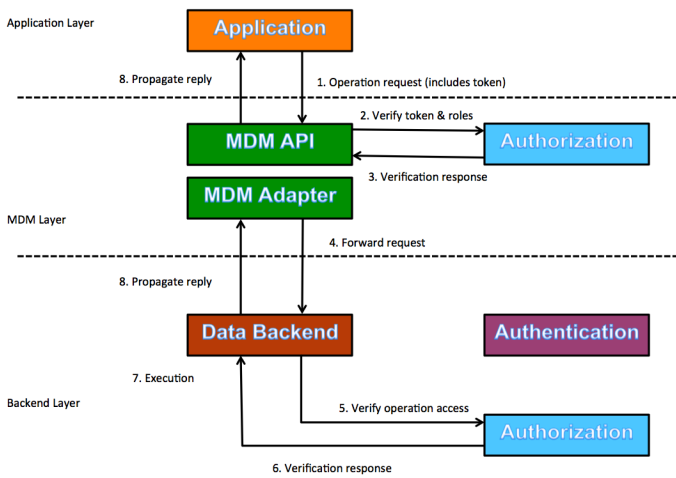 Application Layer
Application
8. Propagate reply
1. Operation request (includes token)
2. Verify token & roles
MDM API
Authorization
3. Verification response
MDM Adapter
MDM Layer
4. Forward request
8. Propagate reply
Data Backend
Authentication
7. Execution
Backend Layer
5. Verify operation access
Authorization
6. Verification response